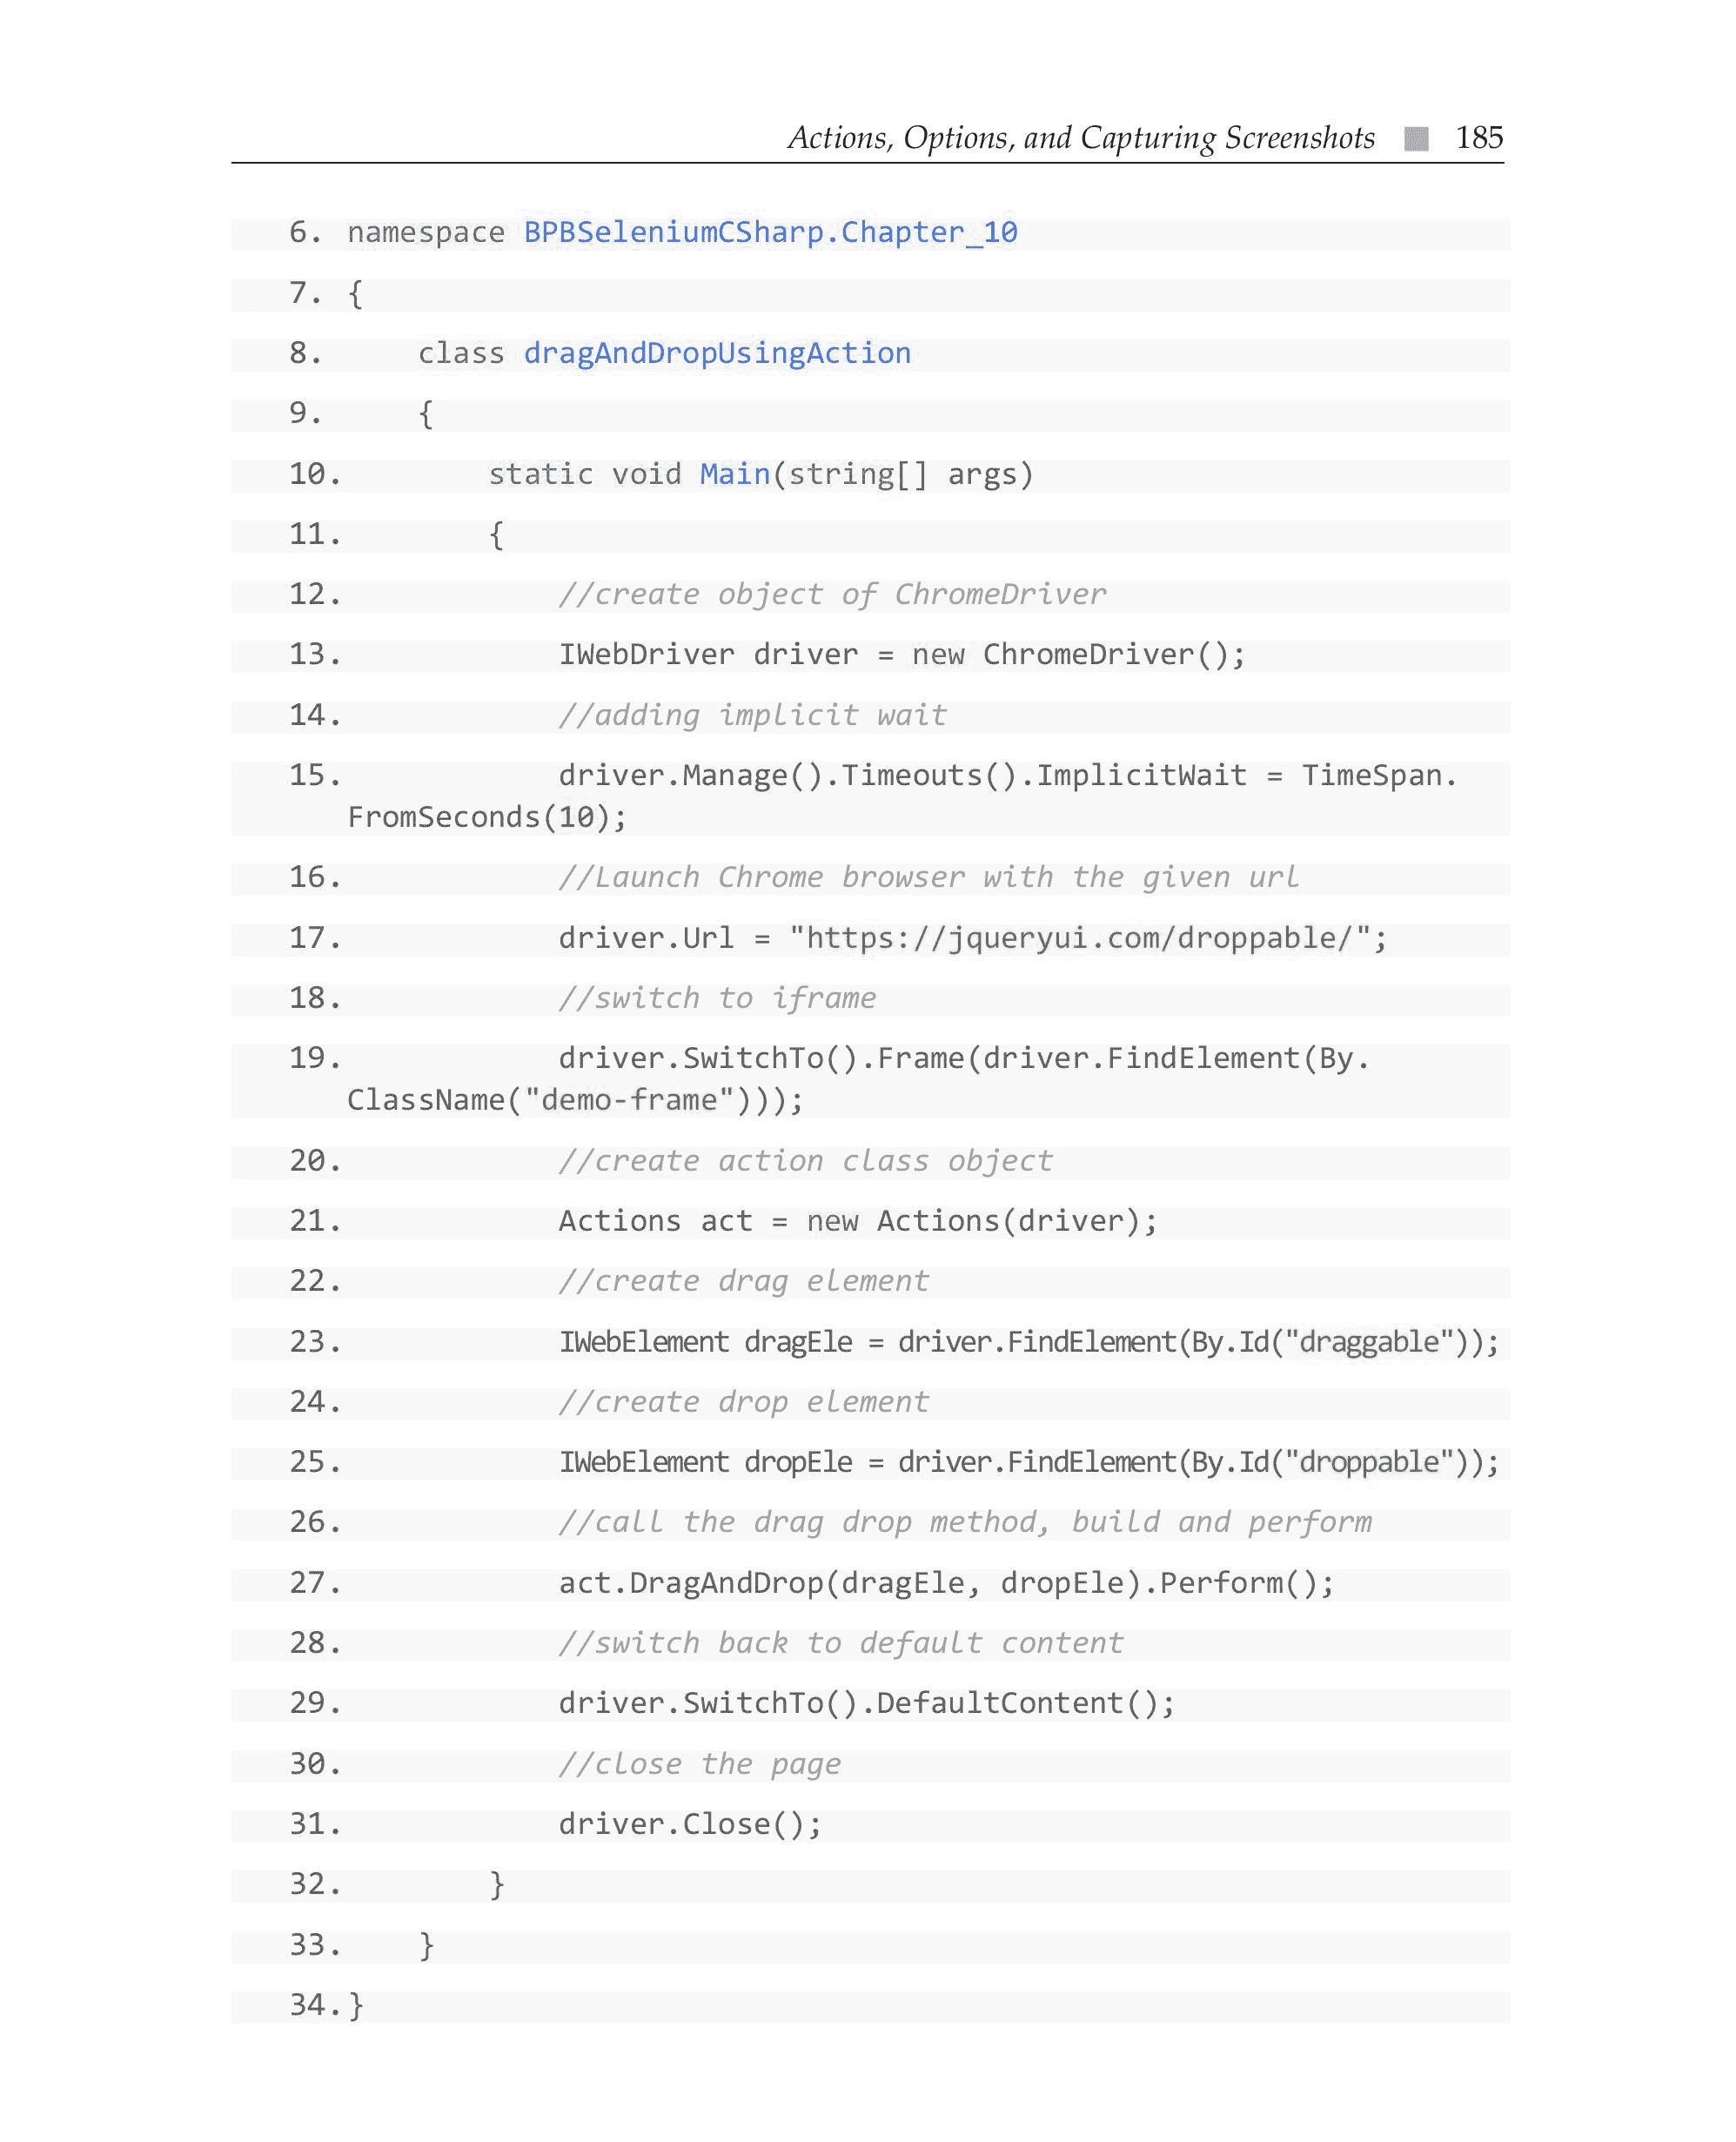 Actions, Options, and Capturing Screenshots ■ 185
6. namespace BPBSeleniumCSharp.Chapter_10
7. {
8.     class dragAndDropUsingAction
9.     {
10.         static void Main(string[] args)
11.         {
12.             //create object of ChromeDriver
13.             IWebDriver driver = new ChromeDriver();
14.             //adding implicit wait
15.             driver.Manage().Timeouts().ImplicitWait = TimeSpan.
FromSeconds(10);
16.             //Launch Chrome browser with the given url
17.             driver.Url = "https://jqueryui.com/droppable/";
18.             //switch to iframe
19.             driver.SwitchTo().Frame(driver.FindElement(By.
ClassName("demo-frame")));
20.             //create action class object
21.             Actions act = new Actions(driver);
22.             //create drag element
23.             IWebElement dragEle = driver.FindElement(By.Id("draggable"));
24.             //create drop element
25.             IWebElement dropEle = driver.FindElement(By.Id("droppable"));
26.             //call the drag drop method, build and perform
27.             act.DragAndDrop(dragEle, dropEle).Perform();
28.             //switch back to default content
29.             driver.SwitchTo().DefaultContent();
30.             //close the page
31.             driver.Close();
32.         }
33.     }
34. }